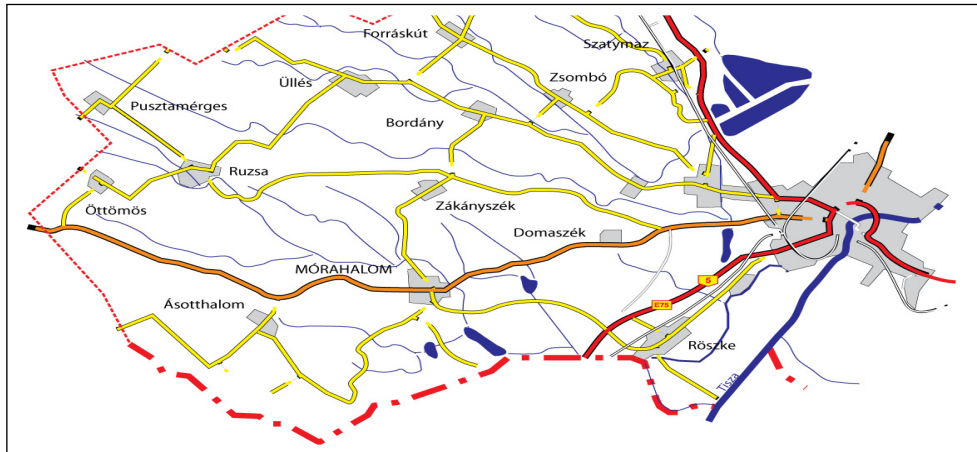 Forráskút
Szatymaz
Üllés
Zsombó
Pusztamérges
Bordány
Ruzsa
Öttömös
Zákányszék
Domaszék
MÓRAHALOM
5
E75
Ásotthalom
Röszke
Tisza